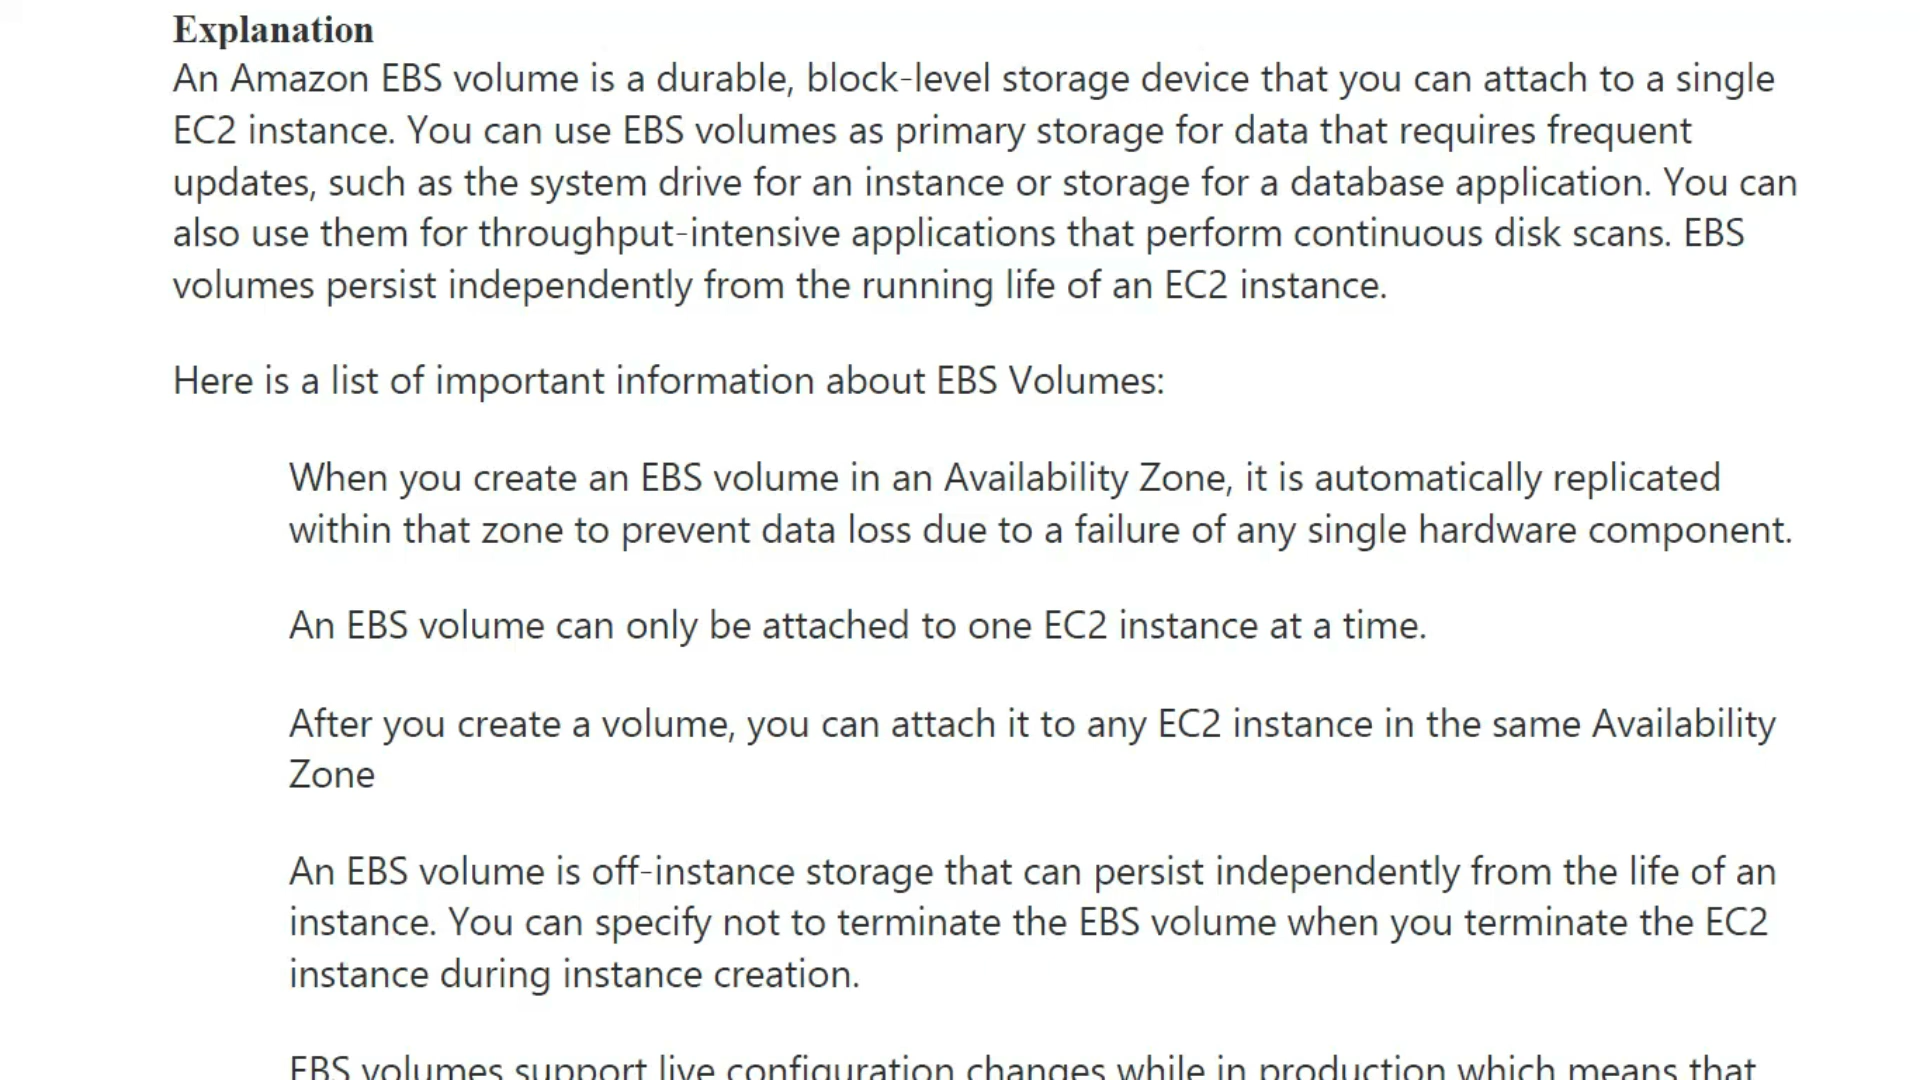 Explanation
An Amazon EBS volume is a durable, block-level storage device that you can attach to a single
EC2 instance. You can use EBS volumes as primary storage for data that requires frequent
updates, such as the system drive for an instance or storage for a database application. You can
also use them for throughput-intensive applications that perform continuous disk scans. EBS
volumes persist independently from the running life of an EC2 instance.
Here is a list of important information about EBS Volumes:
When you create an EBS volume in an Availability Zone, it is automatically replicated
within that zone to prevent data loss due to a failure of any single hardware component.
An EBS volume can only be attached to one EC2 instance at a time.
After you create a volume, you can attach it to any EC2 instance in the same Availability
Zone
An EBS volume is off-instance storage that can persist independently from the life of an
instance. You can specify not to terminate the EBS volume when you terminate the EC2
instance during instance creation.
EBS volumes support live configuration changes while in production which means that